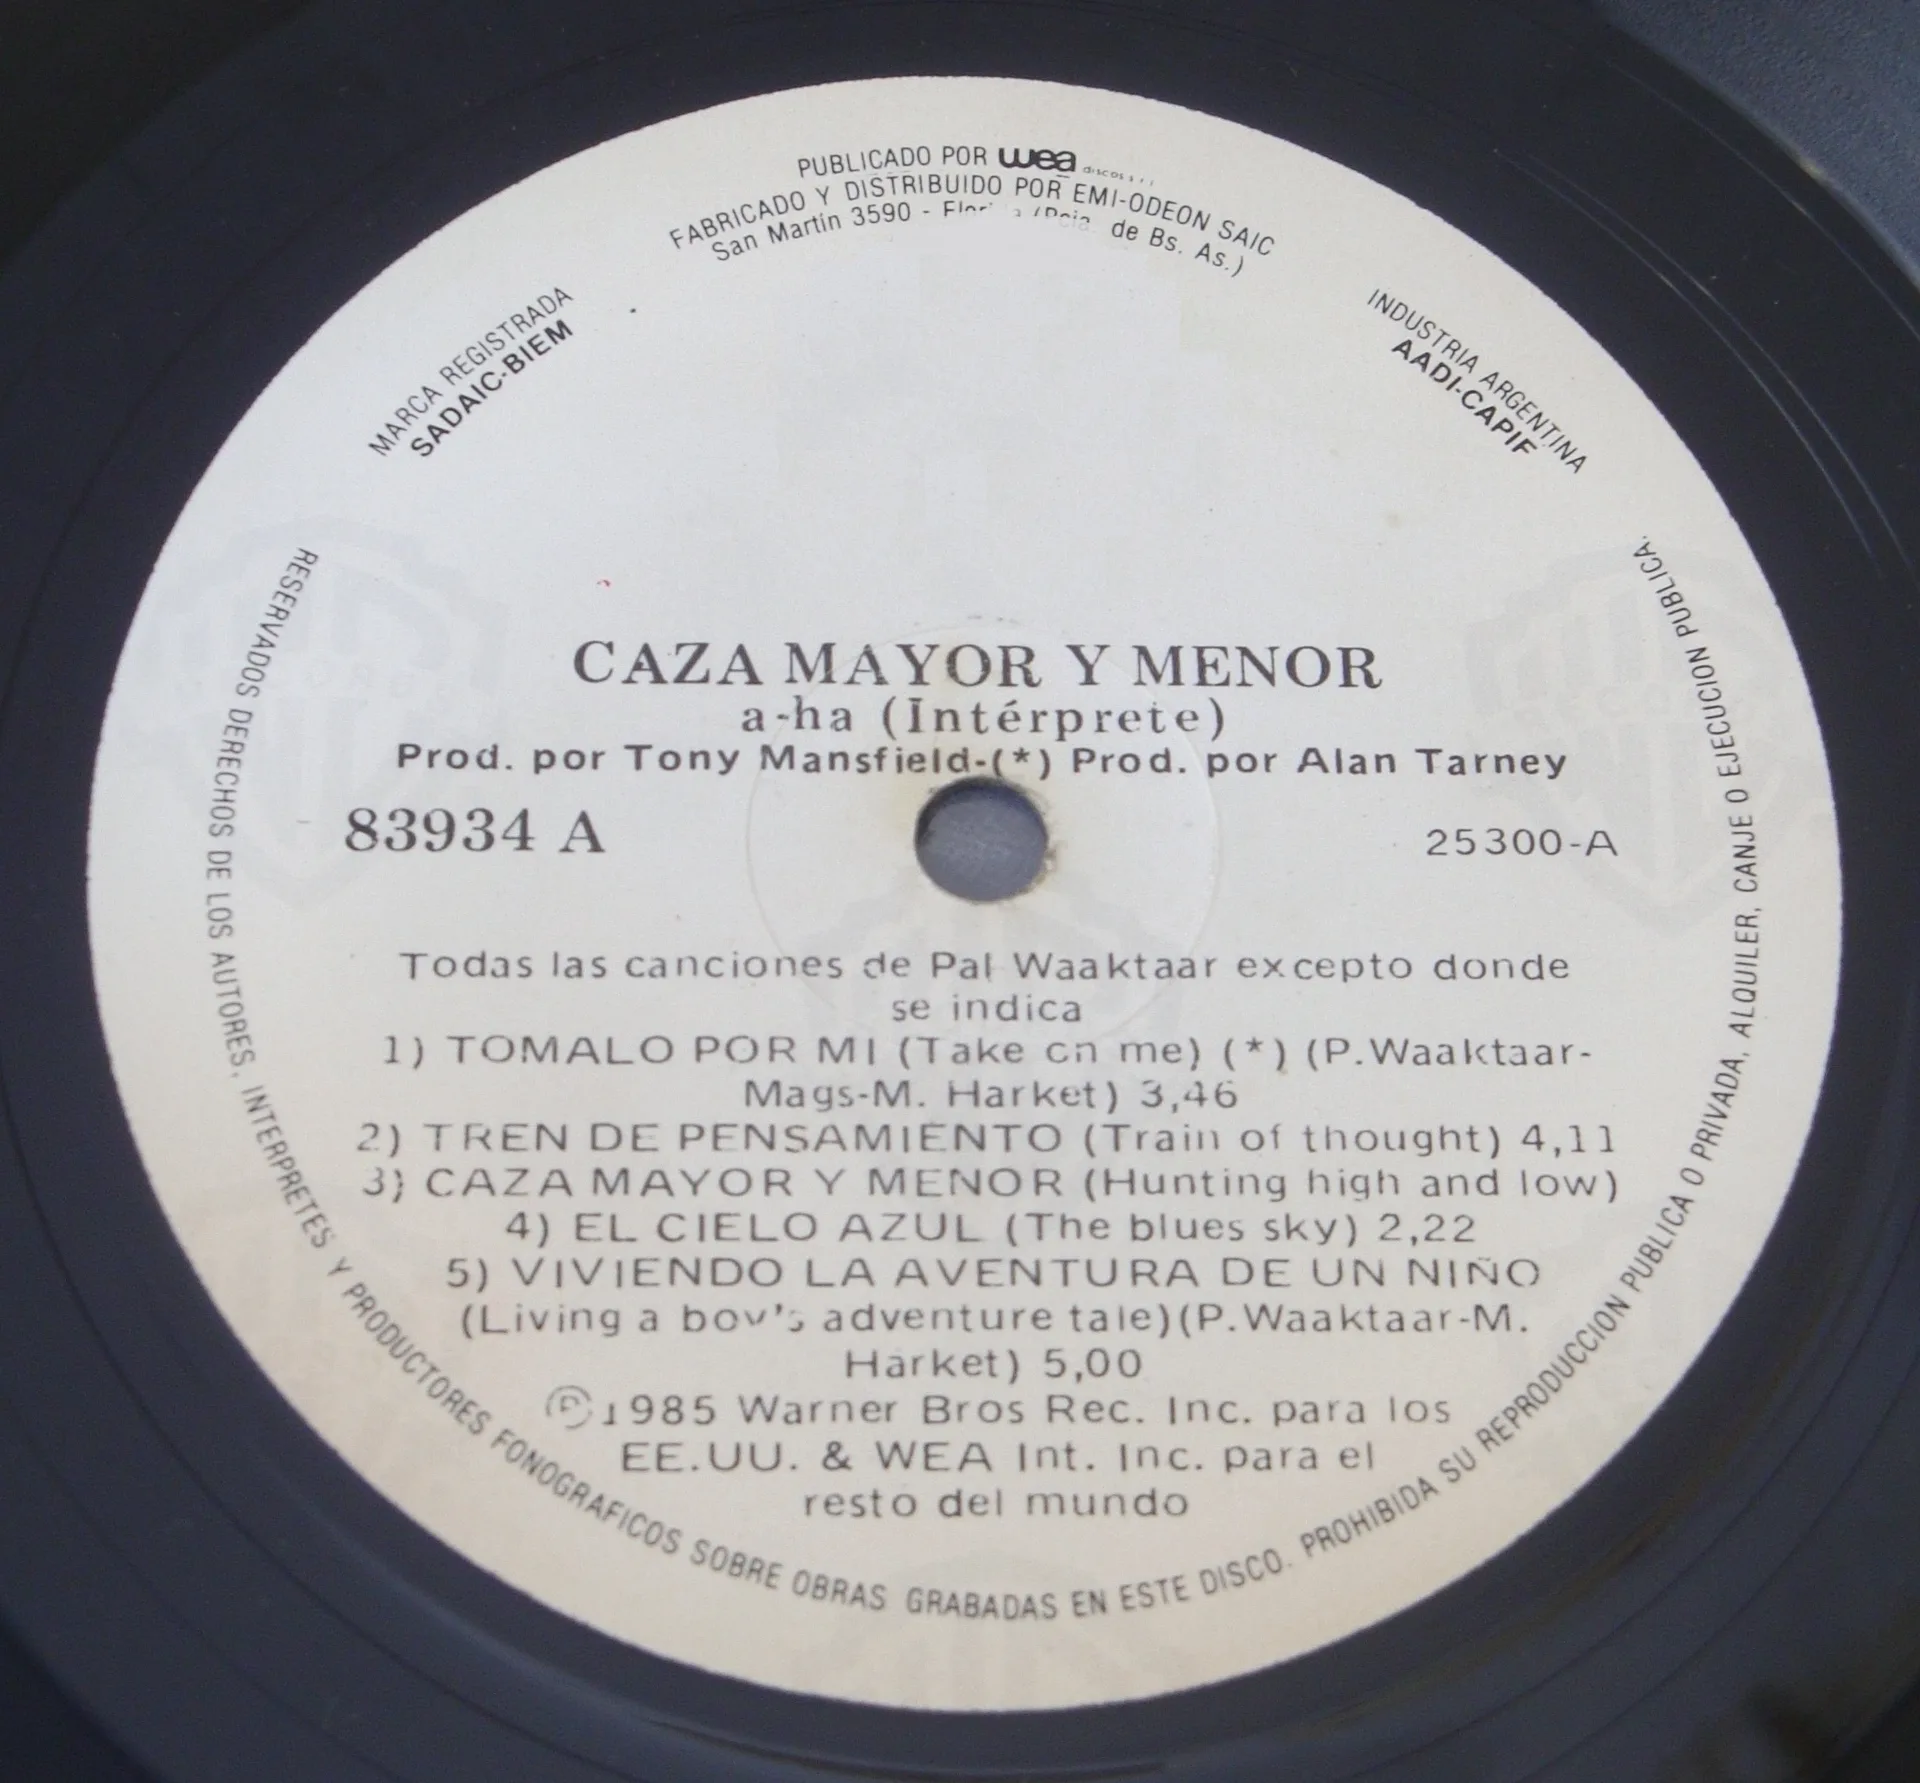 PUBLICADO POR wea discos s.r.l.
FABRICADO Y DISTRIBUIDO POR EMI-ODEON SAIC
San Martin 3590 - de Bs. As.)
MARCA REGISTRADA
SADAIC-BIEM
INDUSTRIA ARGENTINA
AADI-CAPIF
CAZA MAYOR Y MENOR
a-ha (Intérprete)
Prod. por Tony Mansfield-(*) Prod. por Alan Tarney
83934 A
25300-A
Todas las canciones de Pal Waaktaar excepto donde
se indica
1) TOMALO POR MI (Take on me) (*) (P.Waaktaar-
Mags-M. Harket) 3,46
2) TREN DE PENSAMIENTO (Train of thought) 4,11
3) CAZA MAYOR Y MENOR (Hunting high and low)
4) EL CIELO AZUL (The blues sky) 2,22
5) VIVIENDO LA AVENTURA DE UN NIÑO
(Living a boy's adventure tale)(P.Waaktaar-M.
Harket) 5,00
© 1985 Warner Bros Rec. Inc. para los
EE.UU. & WEA Int. Inc. para el
resto del mundo
RESERVADOS DERECHOS DE LOS AUTORES, INTERPRETES Y PRODUCTORES FONOGRAFICOS SOBRE OBRAS GRABADAS EN ESTE DISCO. PROHIBIDA SU REPRODUCCION PUBLICA O PRIVADA, ALQUILER, CANJE O EJECUCION PUBLICA.